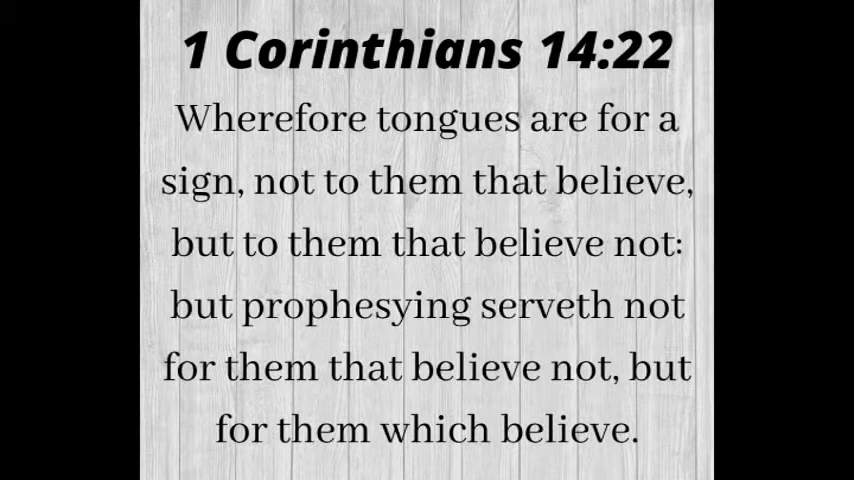 1 Corinthians 14:22
Wherefore tongues are for a
sign, not to them that believe,
but to them that believe not:
but prophesying serveth not
for them that believe not, but
for them which believe.